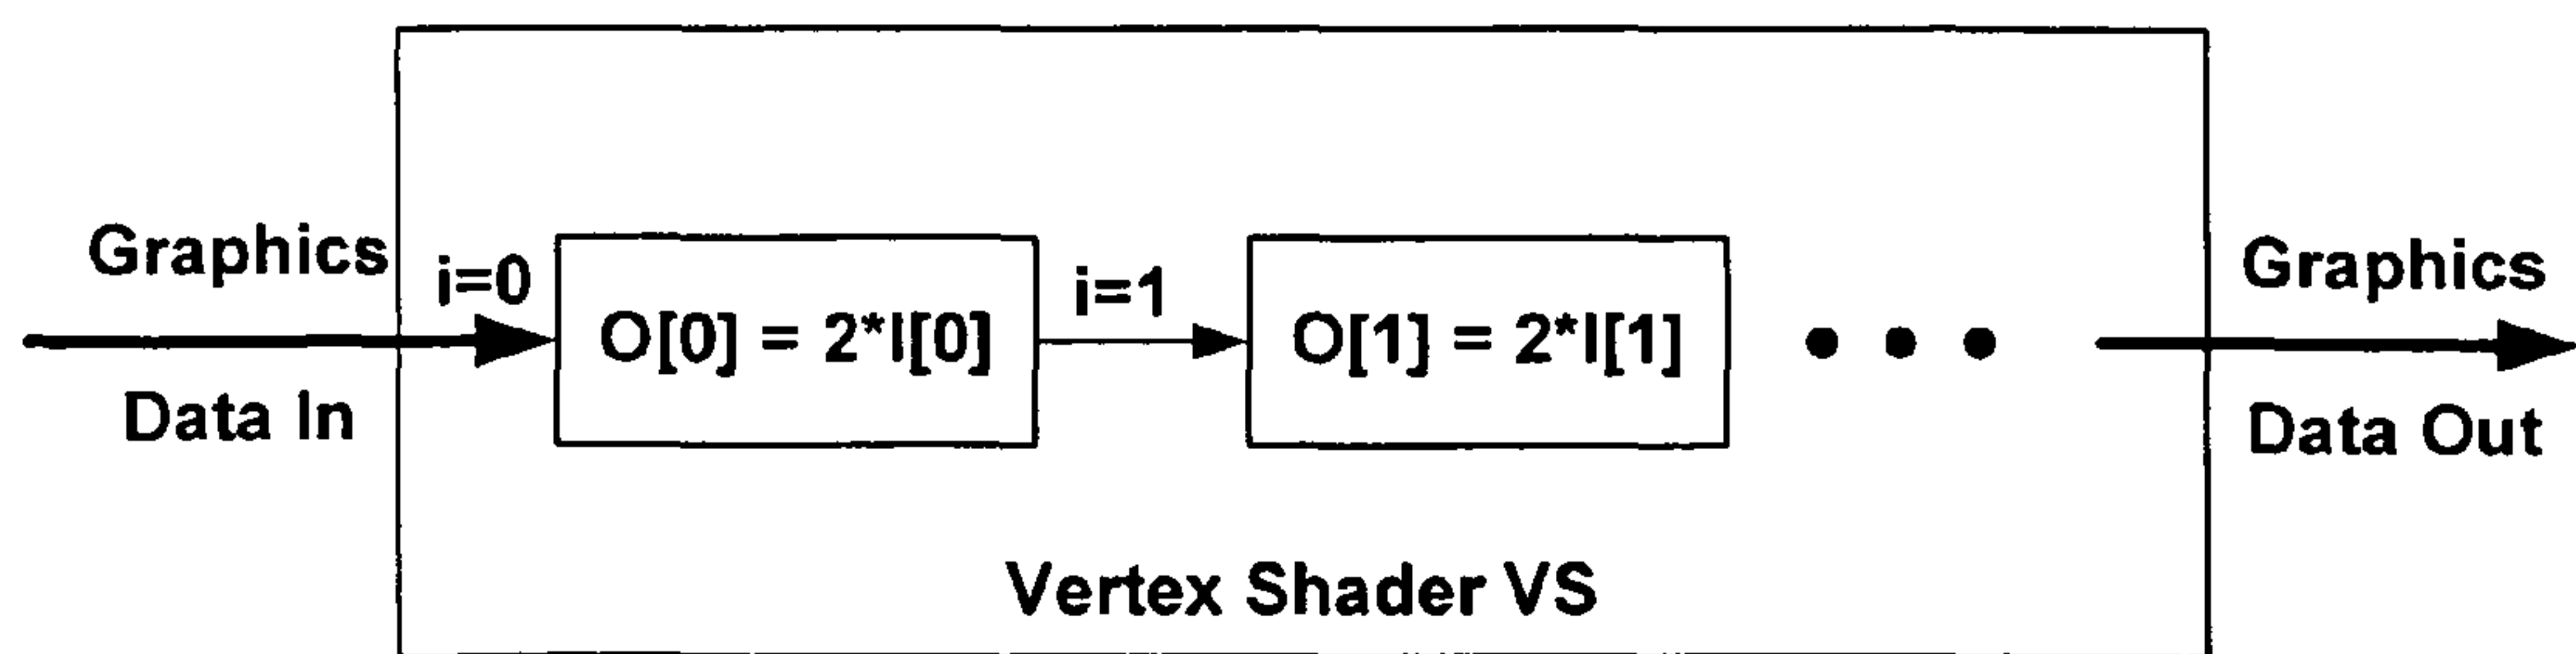 Graphics
Data In
i=0
O[0] = 2*I[0]
i=1
O[1] = 2*I[1]
Graphics
Data Out
Vertex Shader VS